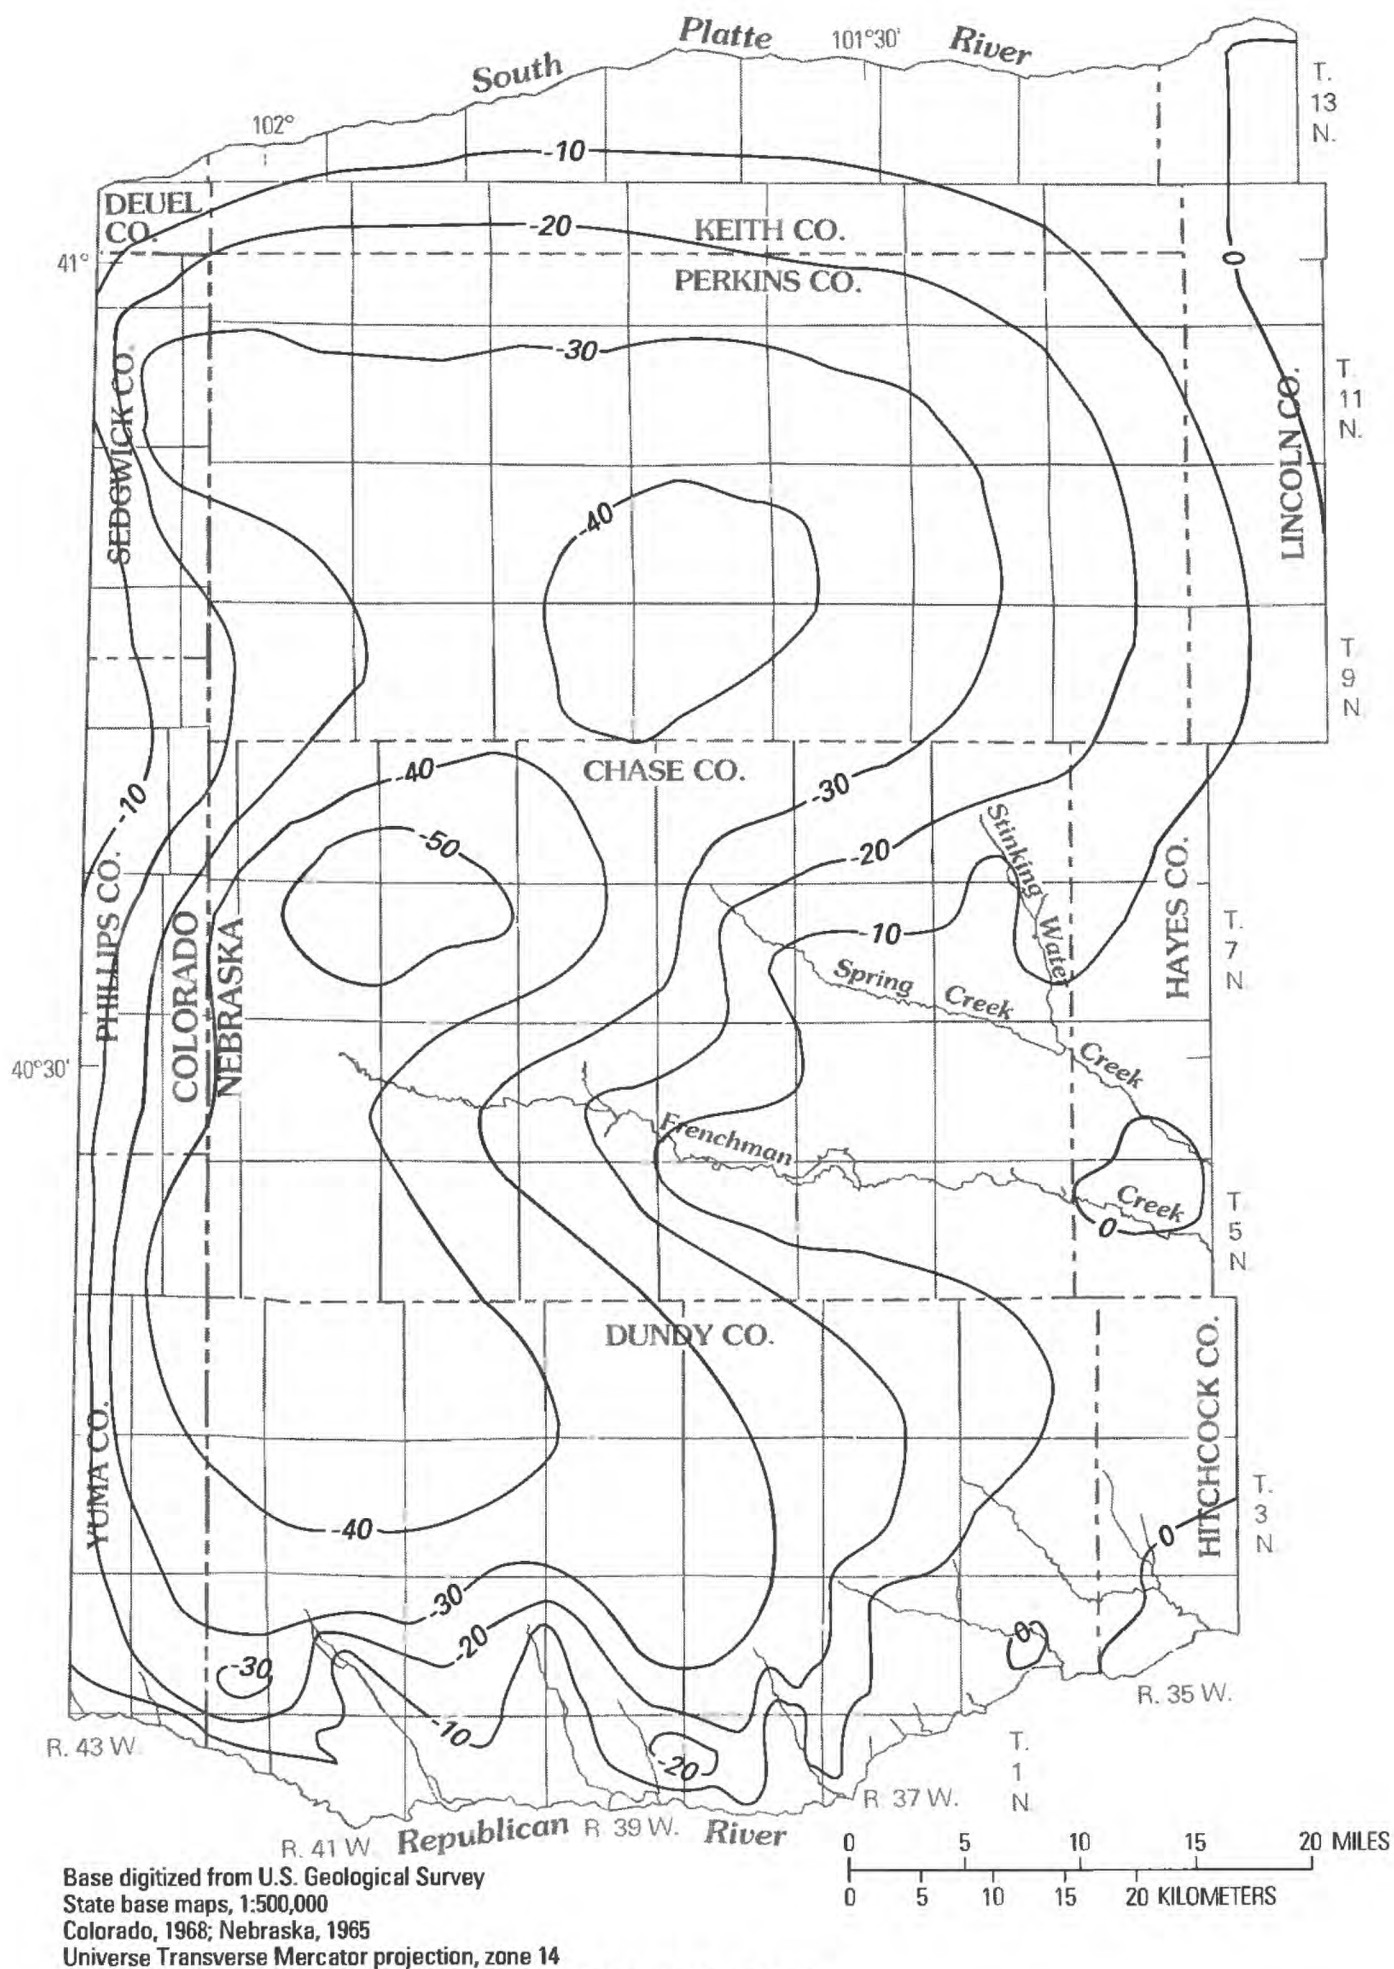 South Platte River
101°30'
102°
T. 13 N.
-10
DEUEL CO.
-20
KEITH CO.
41°
0
PERKINS CO.
-30
SEDGWICK CO.
T. 11 N.
LINCOLN CO.
-40
T. 9 N.
CHASE CO.
-40
-30
-10
-50
-20
Stinking Water
PHILLIPS CO.
COLORADO
NEBRASKA
-10
HAYES CO.
T. 7 N.
Spring Creek
40°30'
Creek
Frenchman
Creek
0
T. 5 N.
DUNDY CO.
HITCHCOCK CO.
YUMA CO.
-40
0
T. 3 N.
-30
-20
0
-30
-10
-20
R. 35 W.
R. 43 W.
T. 1 N.
R. 37 W.
R. 41 W.
Republican River
R. 39 W.
0 5 10 15 20 MILES
0 5 10 15 20 KILOMETERS
Base digitized from U.S. Geological Survey
State base maps, 1:500,000
Colorado, 1968; Nebraska, 1965
Universe Transverse Mercator projection, zone 14